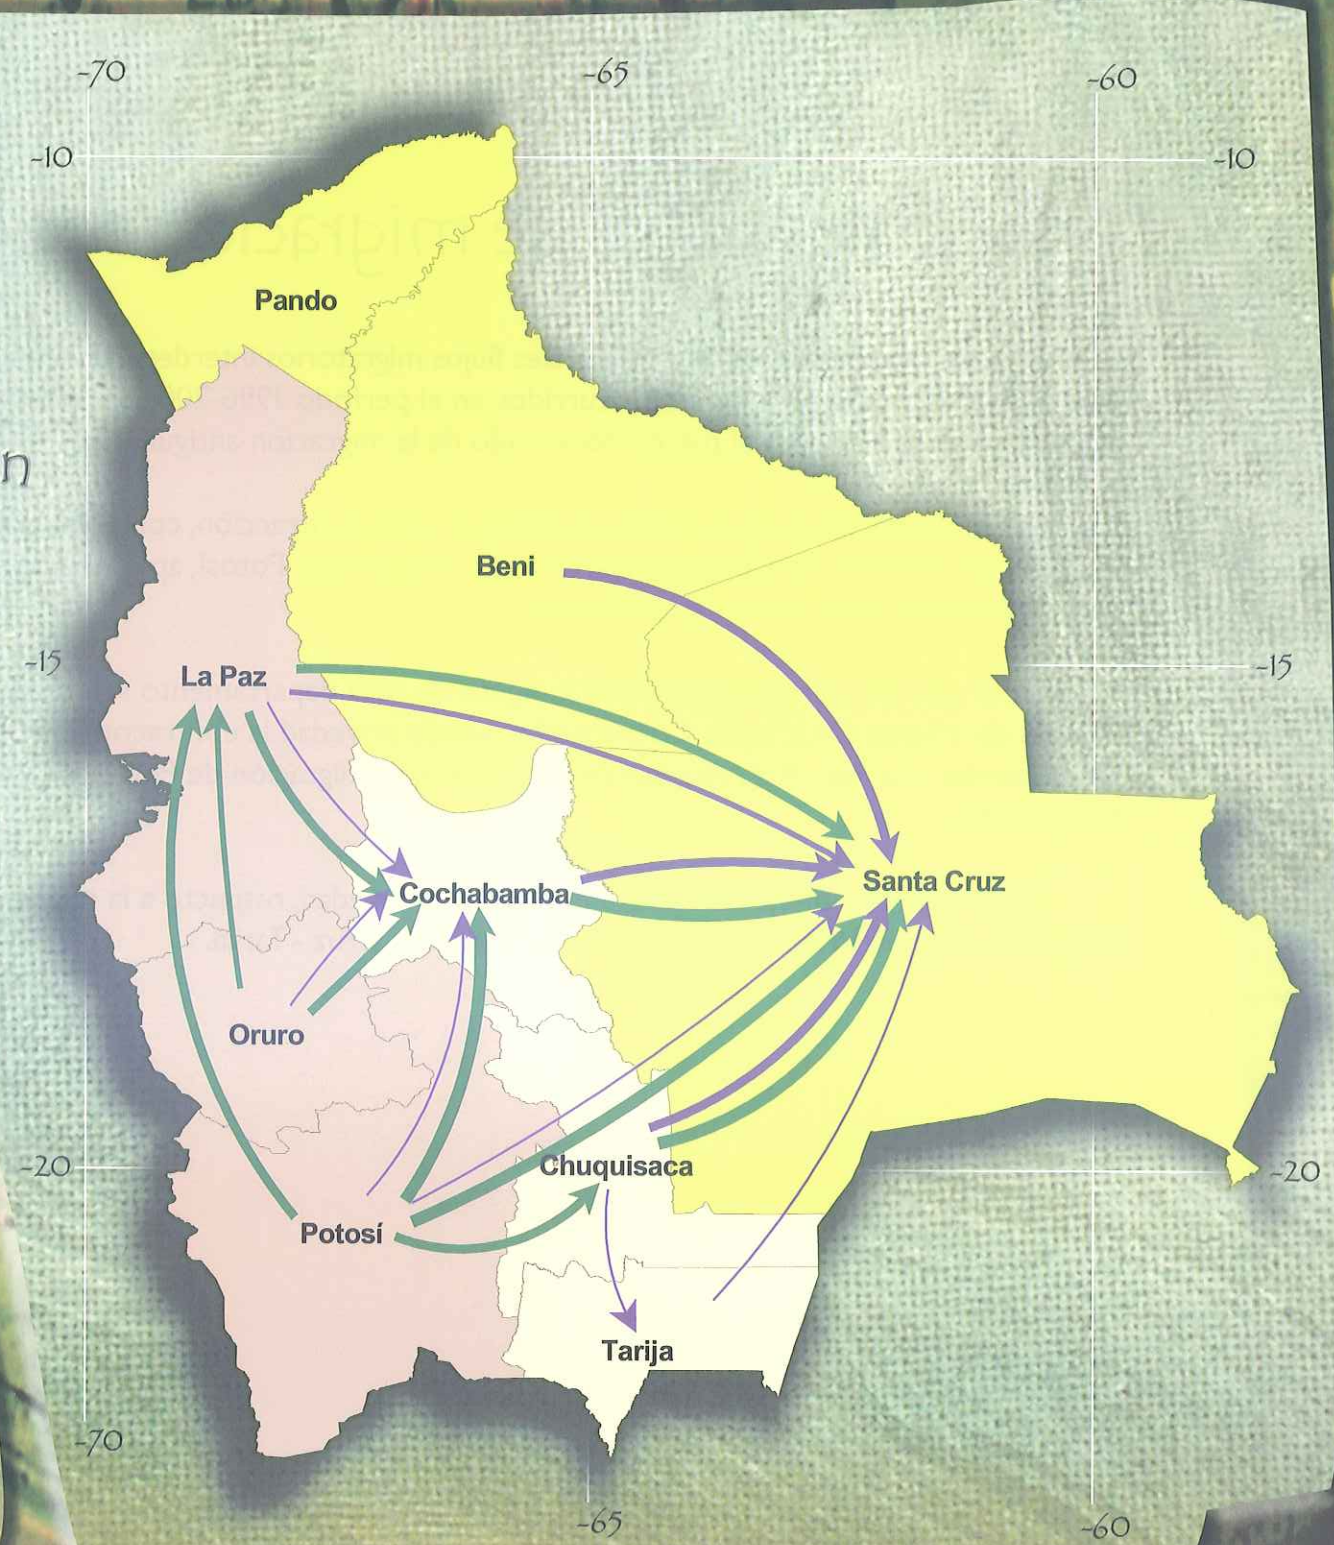 -70 -65 -60
-10 -10
Pando
n
Beni
-15 -15
La Paz
Santa Cruz
Cochabamba
Oruro
-20 Chuquisaca -20
Potosí
Tarija
-70
-65 -60